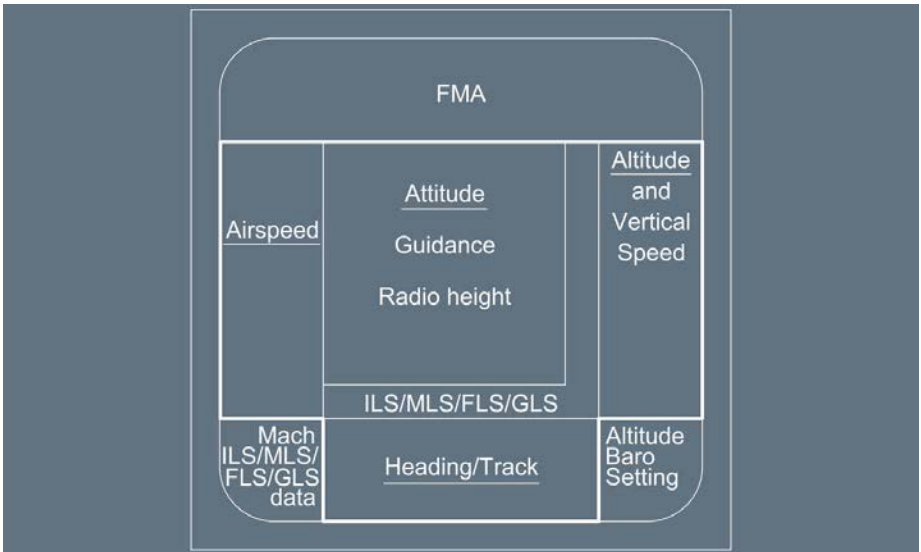 FMA
Airspeed
Attitude
Guidance
Radio height
Altitude
and
Vertical
Speed
ILS/MLS/FLS/GLS
Mach
ILS/MLS/
FLS/GLS
data
Heading/Track
Altitude
Baro
Setting